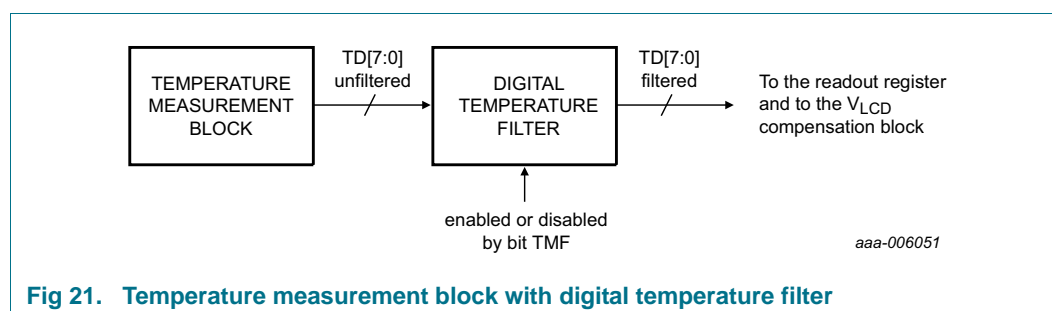 TEMPERATURE
MEASUREMENT
BLOCK
TD[7:0]
unfiltered
DIGITAL
TEMPERATURE
FILTER
TD[7:0]
filtered
To the readout register
and to the VLCD
compensation block
enabled or disabled
by bit TMF
aaa-006051
Fig 21. Temperature measurement block with digital temperature filter